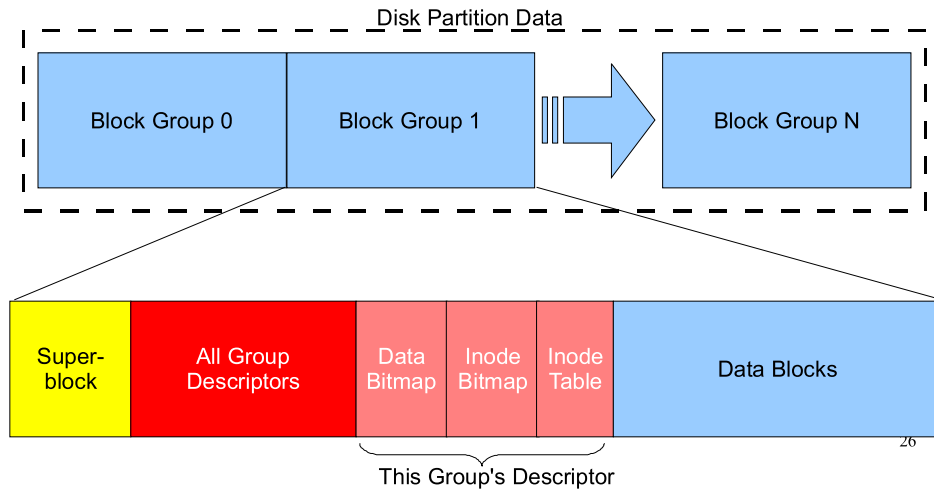 Disk Partition Data
Block Group 0
Block Group 1
Block Group N
Super-
block
All Group
Descriptors
Data
Bitmap
Inode
Bitmap
Inode
Table
Data Blocks
26
This Group's Descriptor